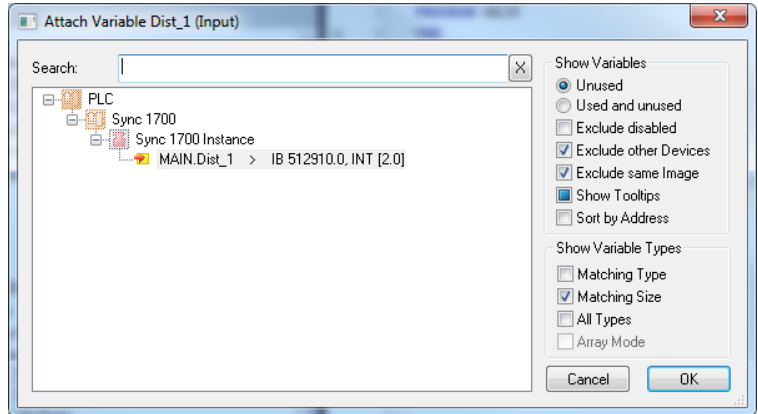 Attach Variable Dist_1 (Input)
Search:
X
PLC
Sync 1700
Sync 1700 Instance
MAIN.Dist_1 > IB 512910.0, INT [2.0]
Show Variables
Unused
Used and unused
Exclude disabled
Exclude other Devices
Exclude same Image
Show Tooltips
Sort by Address
Show Variable Types
Matching Type
Matching Size
All Types
Array Mode
Cancel OK